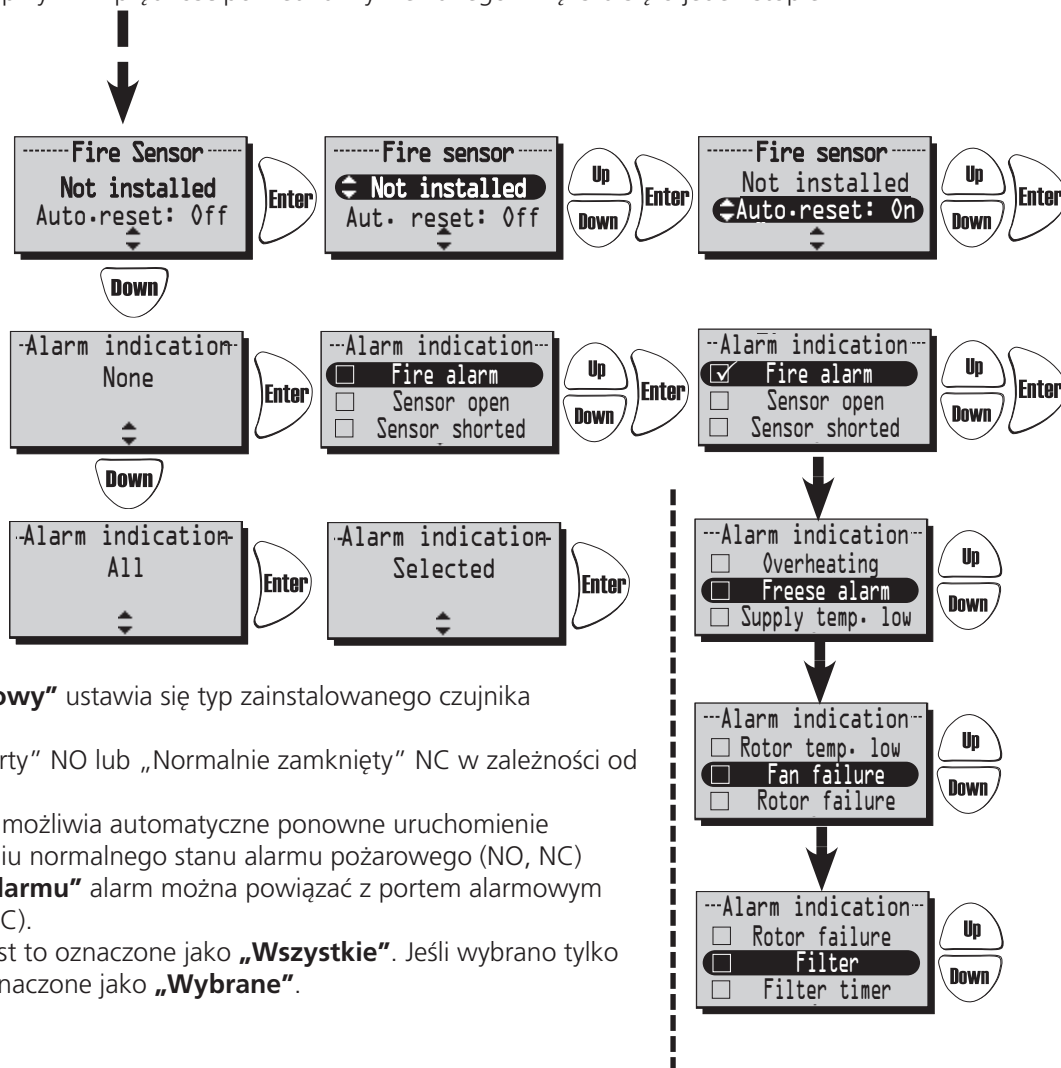 Fire Sensor
Not installed
Auto.reset: Off
Enter
Fire sensor
Not installed
Aut. reset: Off
Up
Down
Enter
Fire sensor
Not installed
Auto.reset: On
Up
Down
Enter
Down
Alarm indication
None
Enter
Alarm indication
Fire alarm
Sensor open
Sensor shorted
Up
Down
Enter
Alarm indication
Fire alarm
Sensor open
Sensor shorted
Up
Down
Enter
Down
Alarm indication
All
Enter
Alarm indication
Selected
Enter
Alarm indication
Overheating
Freese alarm
Supply temp. low
Up
Down
owy” ustawia się typ zainstalowanego czujnika
rty” NO lub „Normalnie zamknięty” NC w zależności od
możliwia automatyczne ponowne uruchomienie
iu normalnego stanu alarmu pożarowego (NO, NC)
larmu” alarm można powiązać z portem alarmowym
C).
st to oznaczone jako „Wszystkie”. Jeśli wybrano tylko
naczone jako „Wybrane”.
Alarm indication
Rotor temp. low
Fan failure
Rotor failure
Up
Down
Alarm indication
Rotor failure
Filter
Filter timer
Up
Down